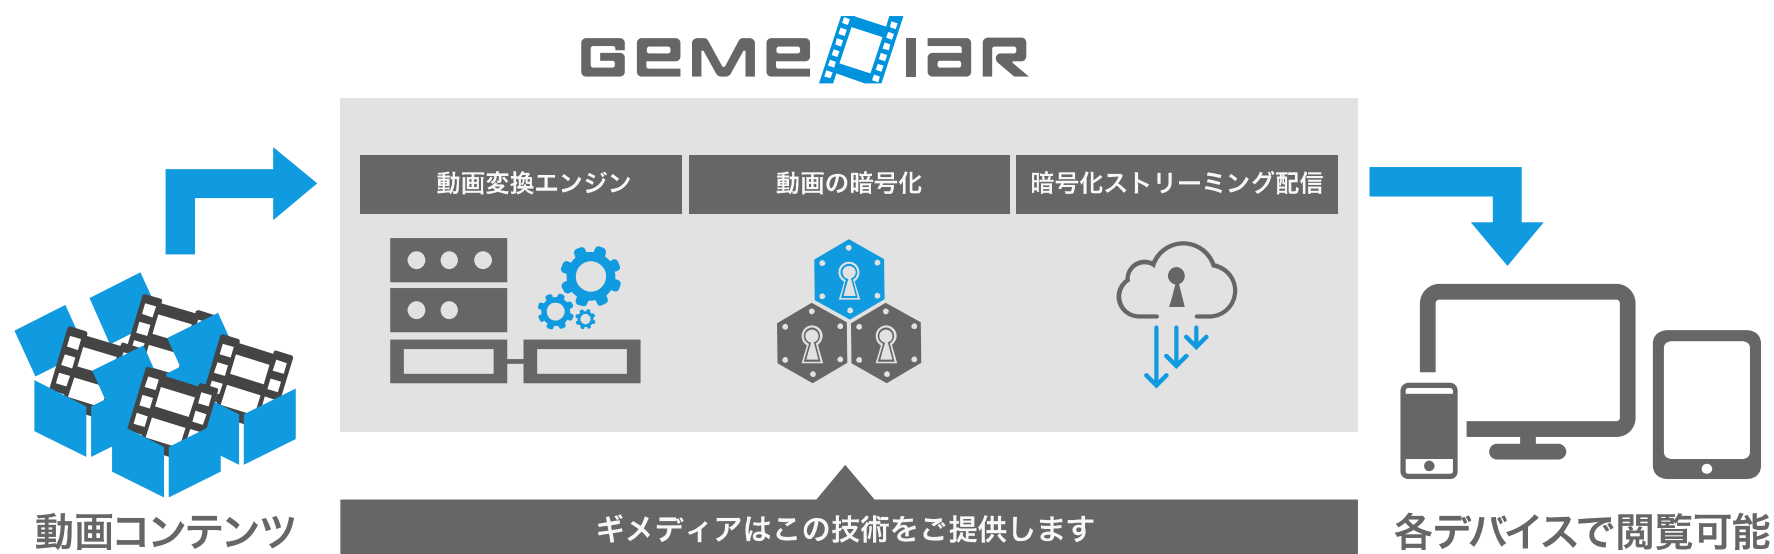 GEMEDIAR
動画変換エンジン
動画の暗号化
暗号化ストリーミング配信
動画コンテンツ
ギメディアはこの技術をご提供します
各デバイスで閲覧可能